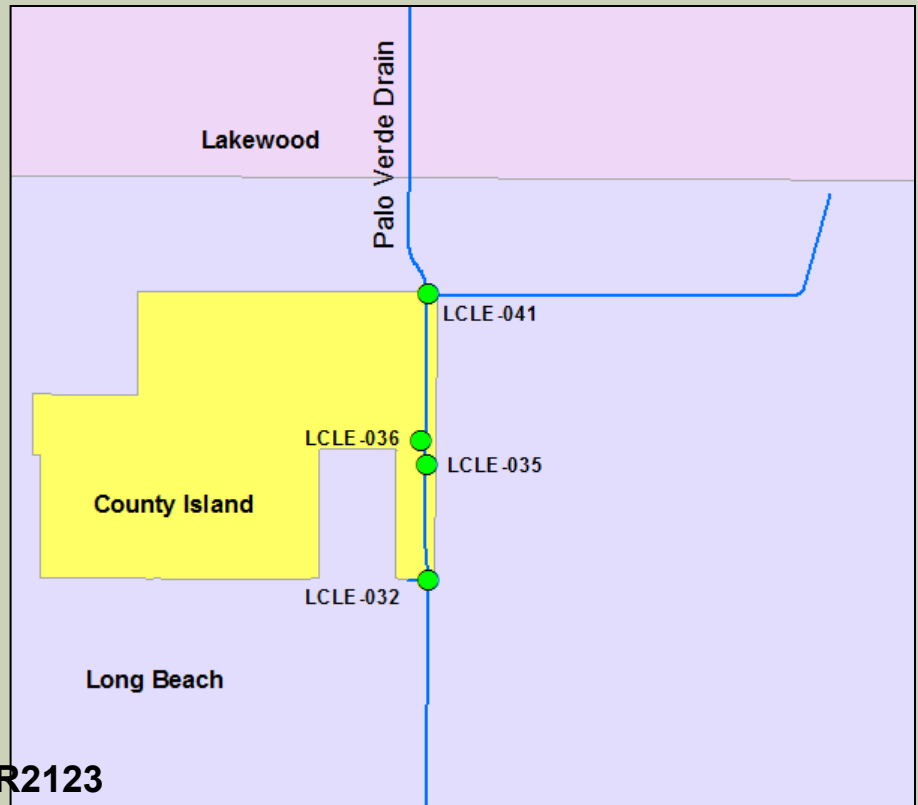 Palo Verde Drain
Lakewood
LCLE-041
LCLE-036
LCLE-035
County Island
LCLE-032
Long Beach
R2123